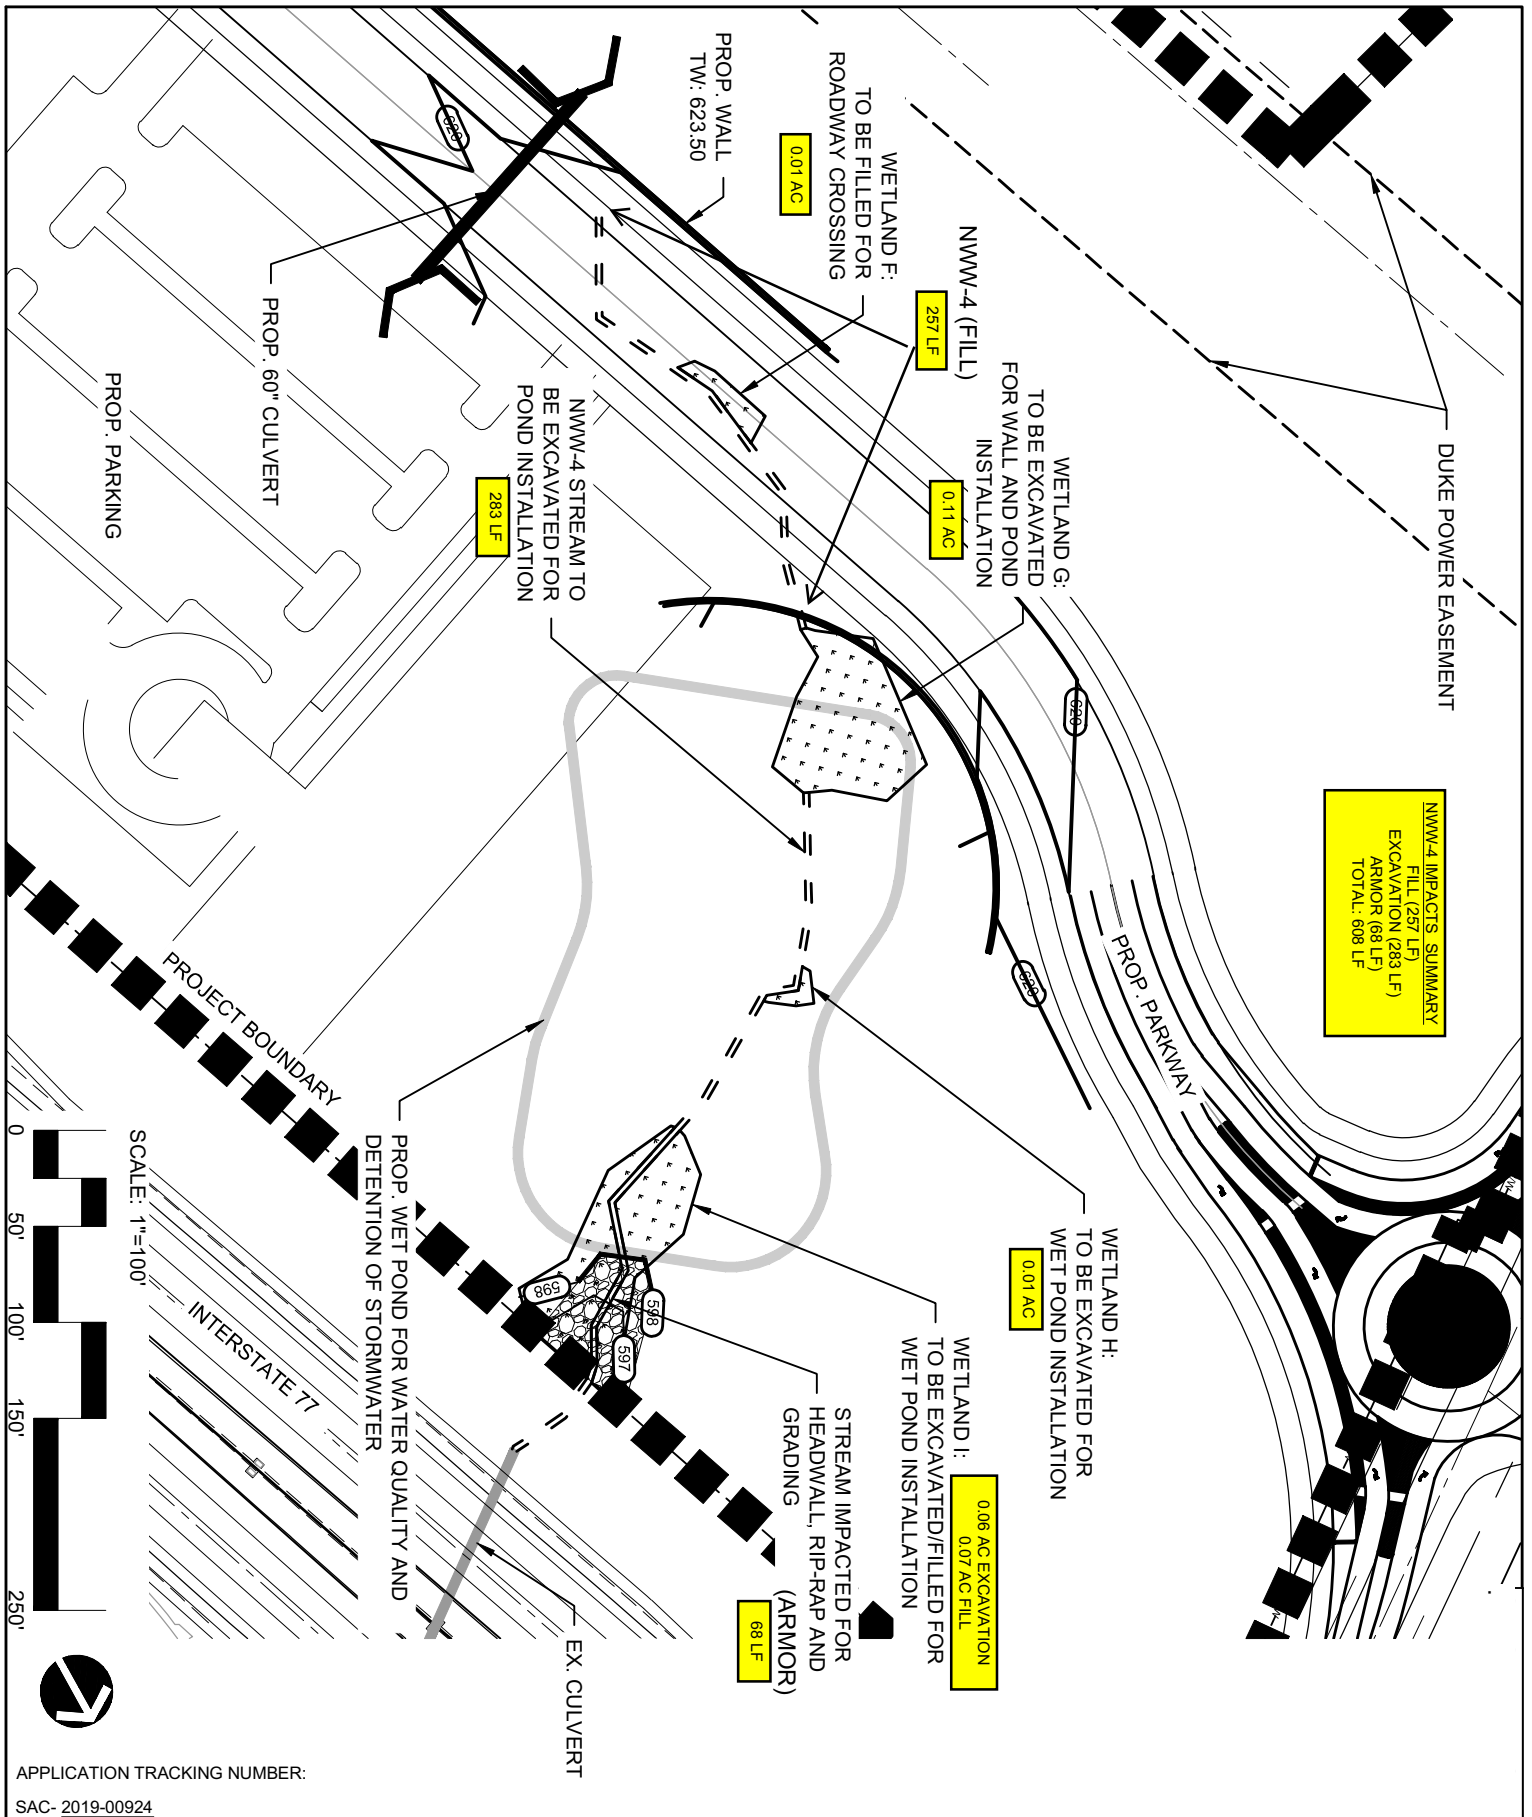 DUKE POWER EASEMENT
NWW-4 IMPACTS SUMMARY
FILL (257 LF)
EXCAVATION (283 LF)
ARMOR (68 LF)
TOTAL: 608 LF
PROP. WALL
TW: 623.50
WETLAND F:
TO BE FILLED FOR
ROADWAY CROSSING
0.01 AC
NWW-4 (FILL)
257 LF
WETLAND G:
TO BE EXCAVATED
FOR WALL AND POND
INSTALLATION
0.11 AC
PROP. PARKWAY
620
620
620
WETLAND H:
TO BE EXCAVATED FOR
WET POND INSTALLATION
0.01 AC
WETLAND I:
TO BE EXCAVATED/FILLED FOR
WET POND INSTALLATION
0.06 AC EXCAVATION
0.07 AC FILL
STREAM IMPACTED FOR
HEADWALL, RIP-RAP AND
GRADING
(ARMOR)
68 LF
598
598
597
NWW-4 STREAM TO
BE EXCAVATED FOR
POND INSTALLATION
283 LF
PROP. 60" CULVERT
PROP. PARKING
PROJECT BOUNDARY
PROP. WET POND FOR WATER QUALITY AND
DETENTION OF STORMWATER
EX. CULVERT
INTERSTATE 77
SCALE: 1"=100'
0 50' 100' 150' 250'
APPLICATION TRACKING NUMBER:
SAC- 2019-00924